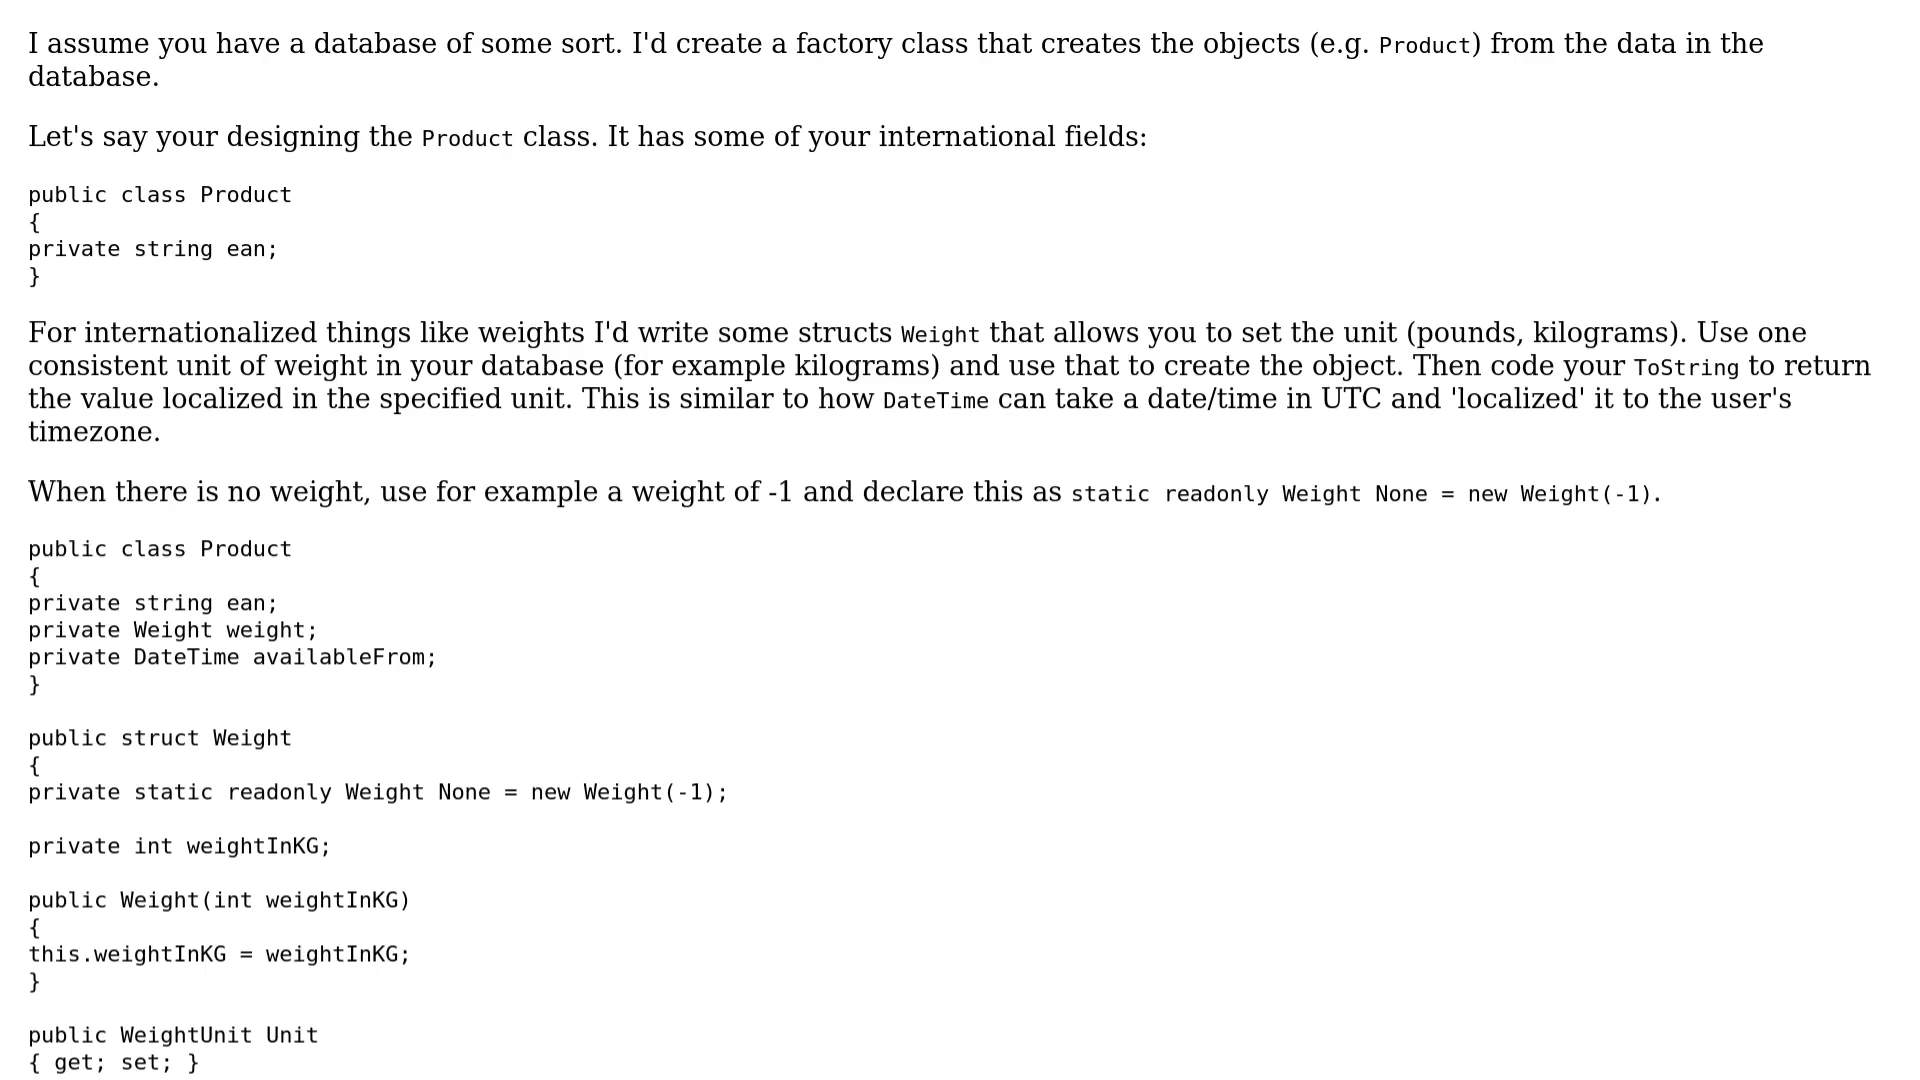 I assume you have a database of some sort. I'd create a factory class that creates the objects (e.g. Product) from the data in the
database.
Let's say your designing the Product class. It has some of your international fields:
public class Product
{
private string ean;
}
For internationalized things like weights I'd write some structs Weight that allows you to set the unit (pounds, kilograms). Use one
consistent unit of weight in your database (for example kilograms) and use that to create the object. Then code your ToString to return
the value localized in the specified unit. This is similar to how DateTime can take a date/time in UTC and 'localized' it to the user's
timezone.
When there is no weight, use for example a weight of -1 and declare this as static readonly Weight None = new Weight(-1).
public class Product
{
private string ean;
private Weight weight;
private DateTime availableFrom;
}
public struct Weight
{
private static readonly Weight None = new Weight(-1);
private int weightInKG;
public Weight(int weightInKG)
{
this.weightInKG = weightInKG;
}
public WeightUnit Unit
{ get; set; }